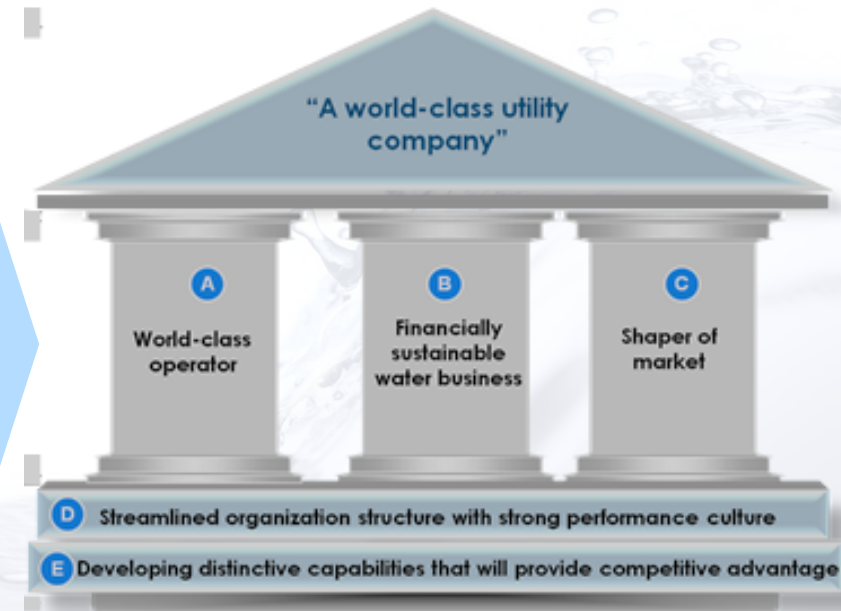 “A world-class utility
company”
A
World-class
operator
B
Financially
sustainable
water business
C
Shaper of
market
D Streamlined organization structure with strong performance culture
E Developing distinctive capabilities that will provide competitive advantage